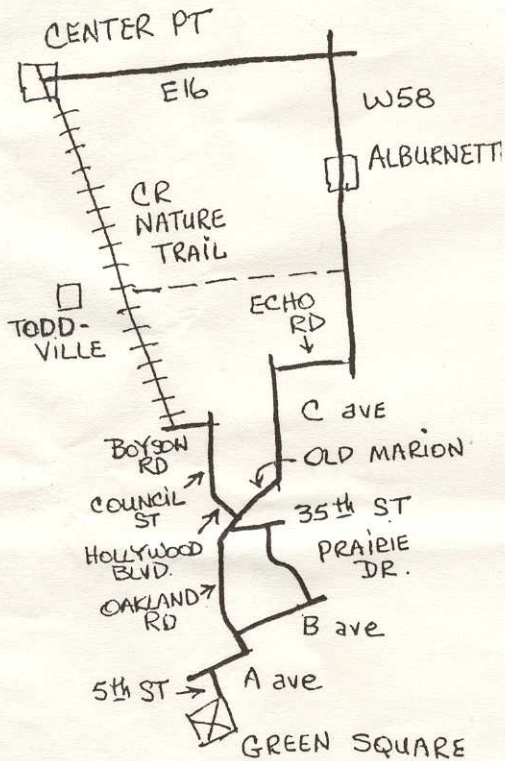 CENTER PT
E16
W58
ALBURNETT
CR
NATURE
TRAIL
TODD-
VILLE
ECHO
RD
C ave
BOYSON
RD
OLD MARION
COUNCIL
ST
35th ST
HOLLYWOOD
BLVD.
PRAIRIE
DR.
OAKLAND
RD
B ave
5th ST
A ave
GREEN SQUARE